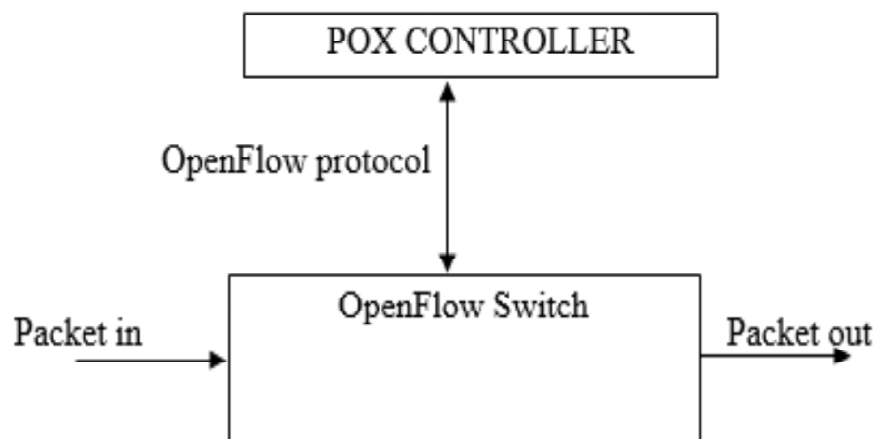 POX CONTROLLER
OpenFlow protocol
OpenFlow Switch
Packet in
Packet out